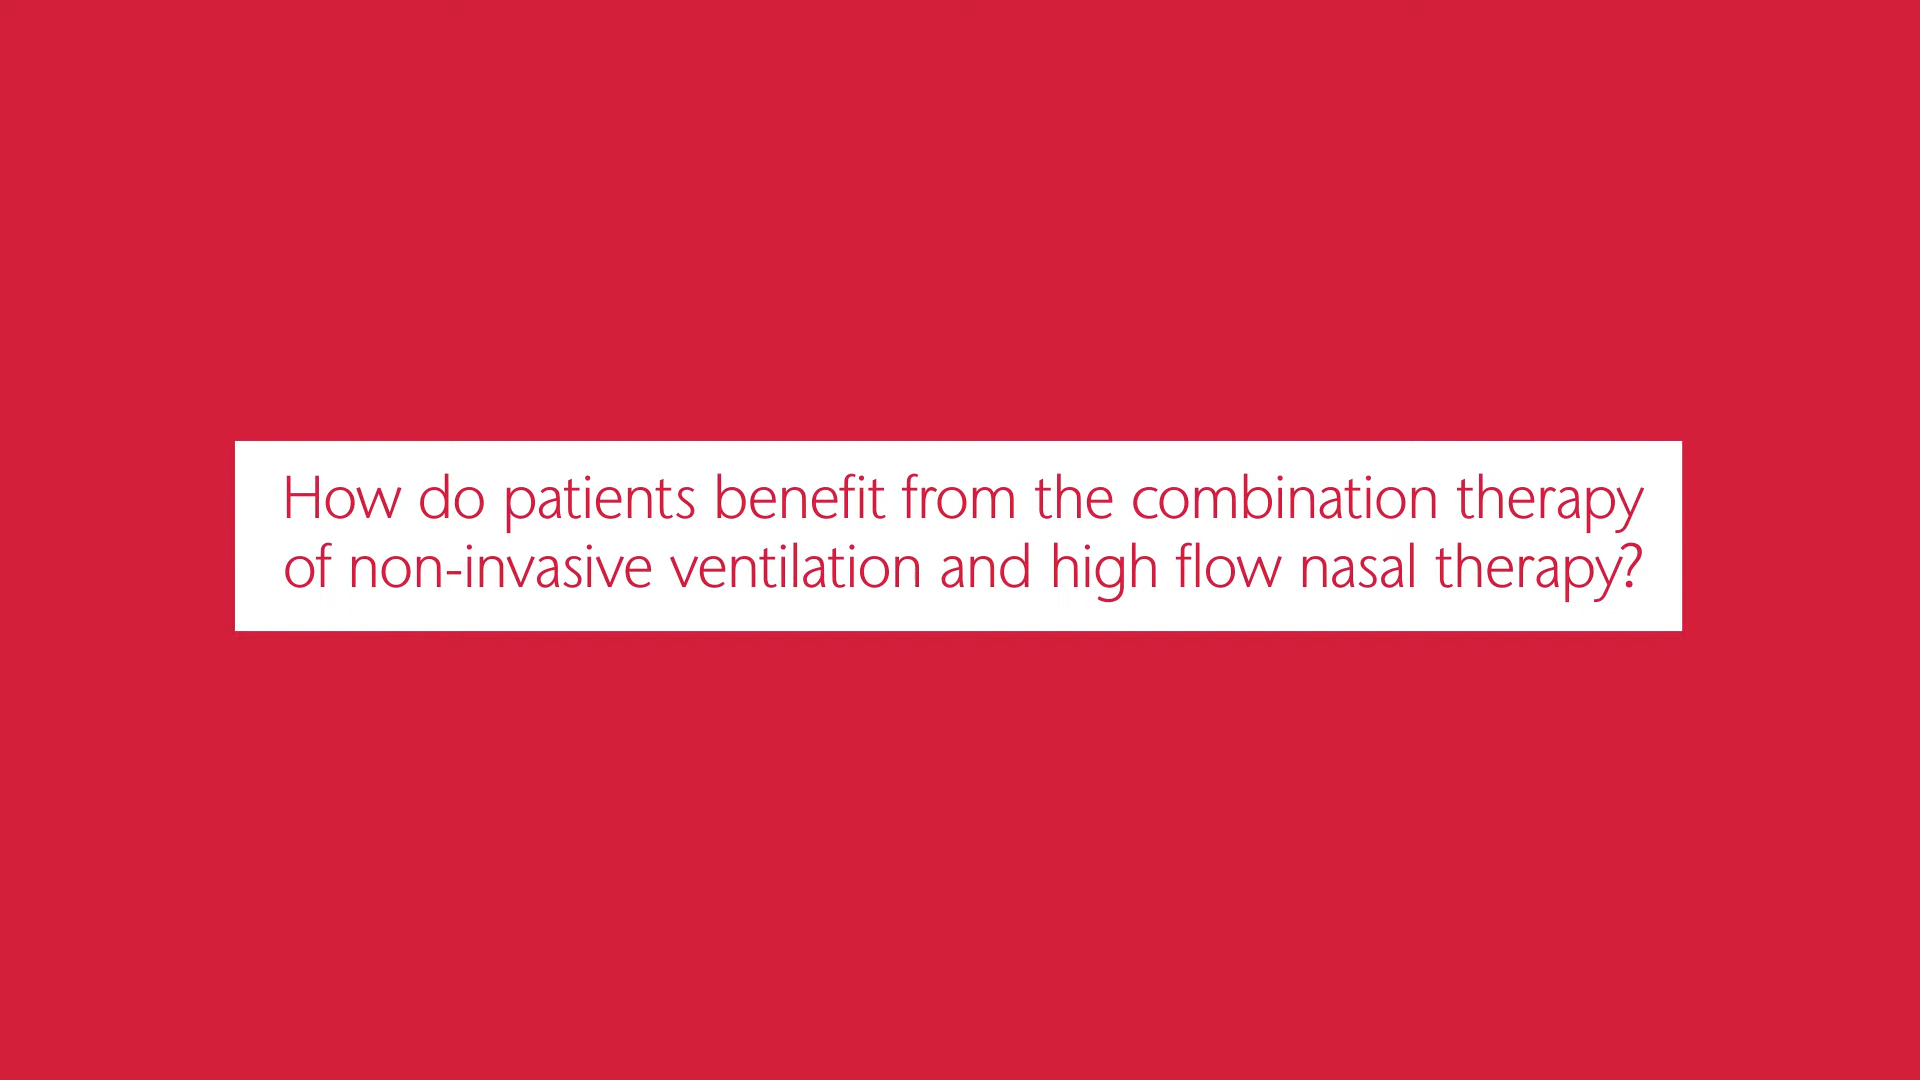 How do patients benefit from the combination therapy
of non-invasive ventilation and high flow nasal therapy?